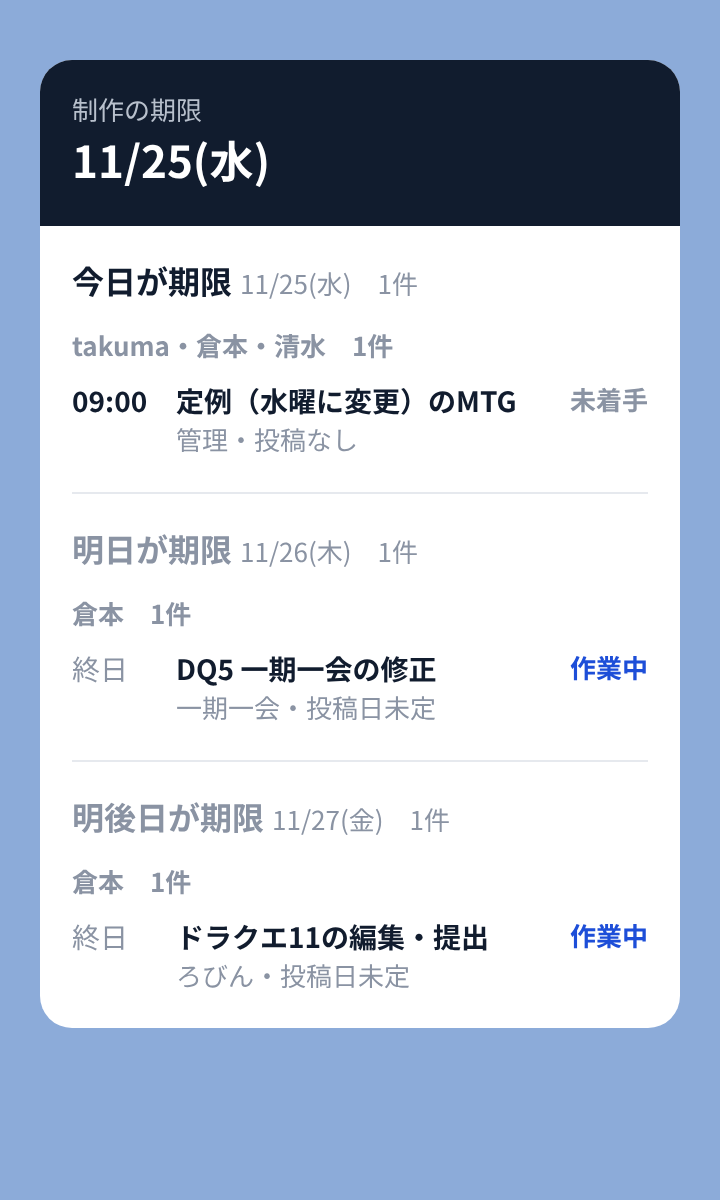 制作の期限
11/25(水)
今日が期限 11/25(水)　1件
takuma・倉本・清水　1件
09:00　定例（水曜に変更）のMTG　未着手
管理・投稿なし
明日が期限 11/26(木)　1件
倉本　1件
終日　DQ5 一期一会の修正　作業中
一期一会・投稿日未定
明後日が期限 11/27(金)　1件
倉本　1件
終日　ドラクエ11の編集・提出　作業中
ろびん・投稿日未定